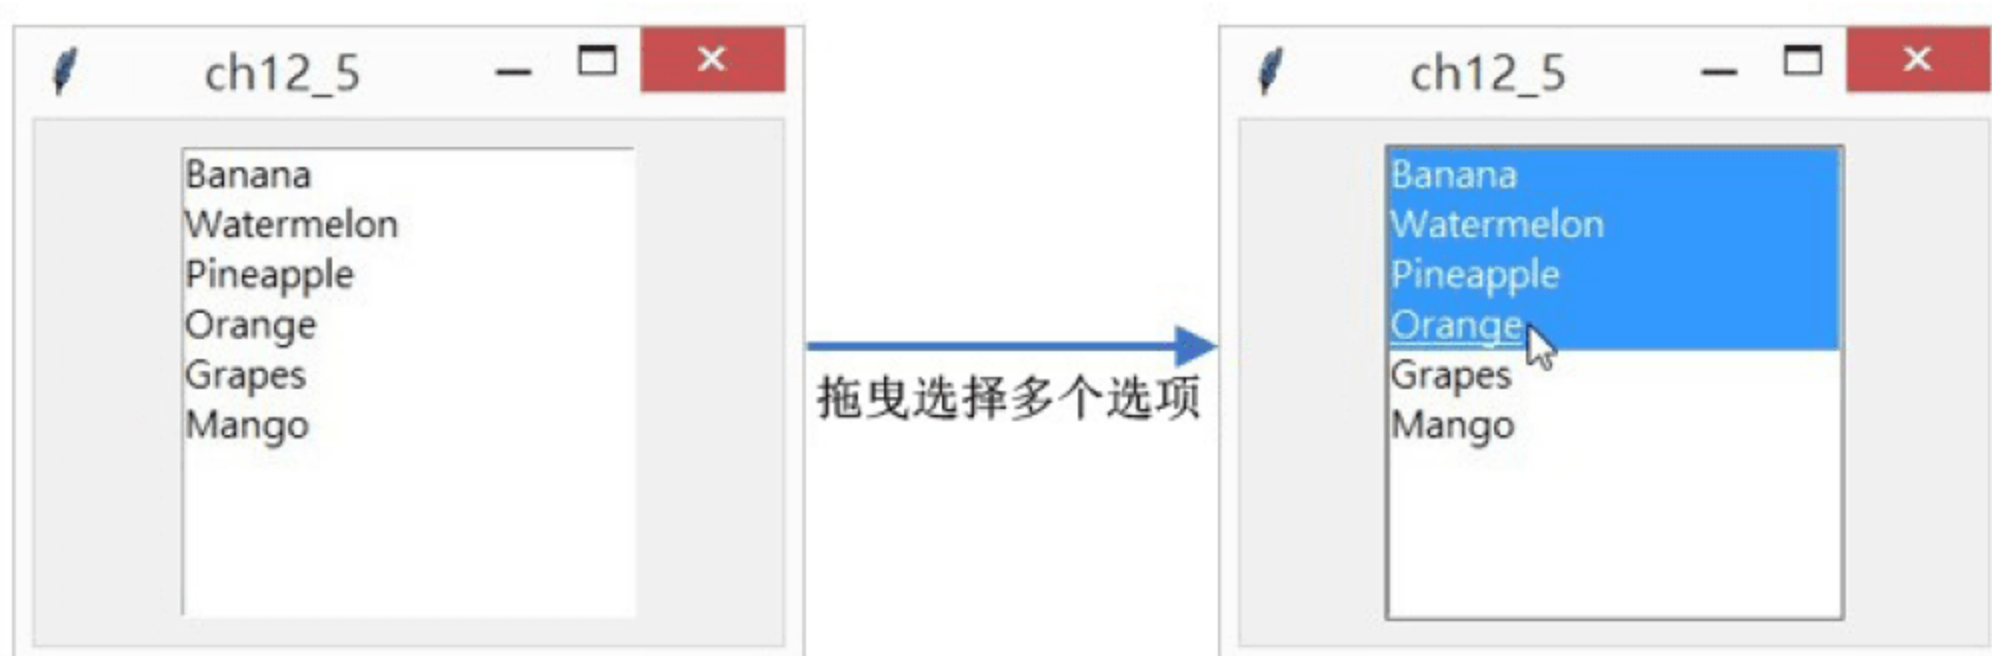 ch12_5
Banana
Watermelon
Pineapple
Orange
Grapes
Mango
拖曳选择多个选项
ch12_5
Banana
Watermelon
Pineapple
Orange
Grapes
Mango